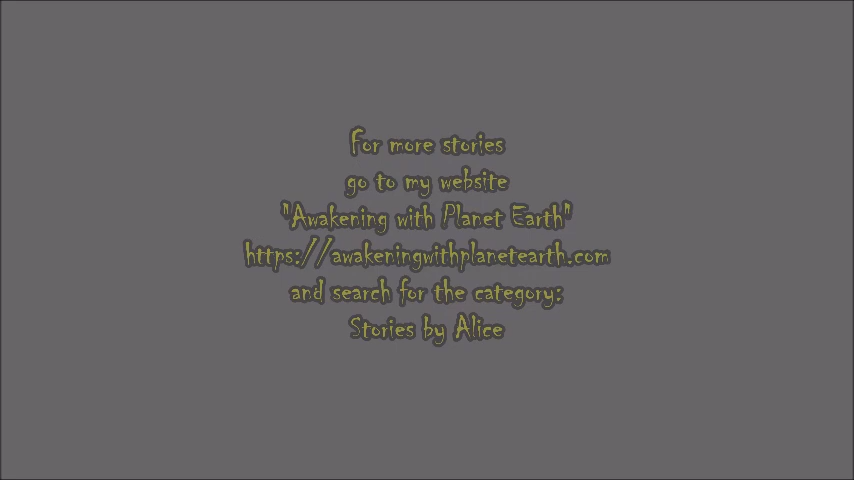 For more stories
go to my website
"Awakening with Planet Earth"
https://awakeningwithplanetearth.com
and search for the category:
Stories by Alice